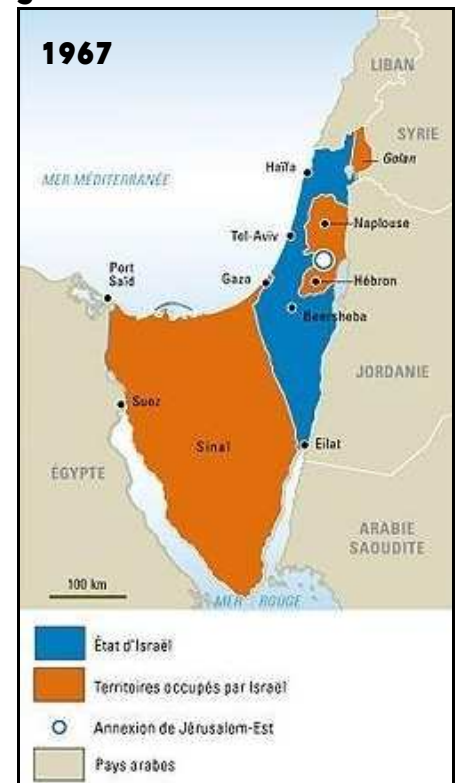 1967
LIBAN
SYRIE
Golan
Haïfa
MER MÉDITERRANÉE
Naplouse
Tel-Aviv
Port
Saïd
Gaza
Hébron
Beersheba
JORDANIE
Suez
Sinaï
Eilat
ÉGYPTE
ARABIE
SAOUDITE
100 km
MER ROUGE
État d'Israël
Territoires occupés par Israël
Annexion de Jérusalem-Est
Pays arabes